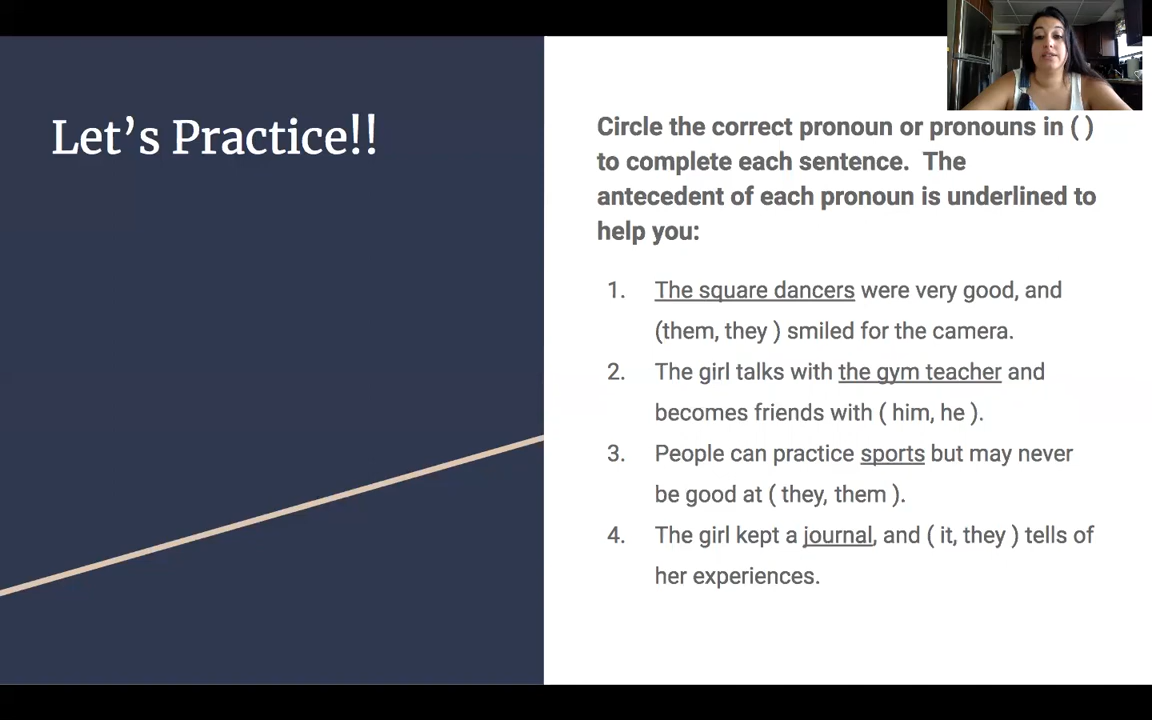 Let's Practice!!
Circle the correct pronoun or pronouns in ( )
to complete each sentence.  The
antecedent of each pronoun is underlined to
help you:
1. The square dancers were very good, and
(them, they ) smiled for the camera.
2. The girl talks with the gym teacher and
becomes friends with ( him, he ).
3. People can practice sports but may never
be good at ( they, them ).
4. The girl kept a journal, and ( it, they ) tells of
her experiences.